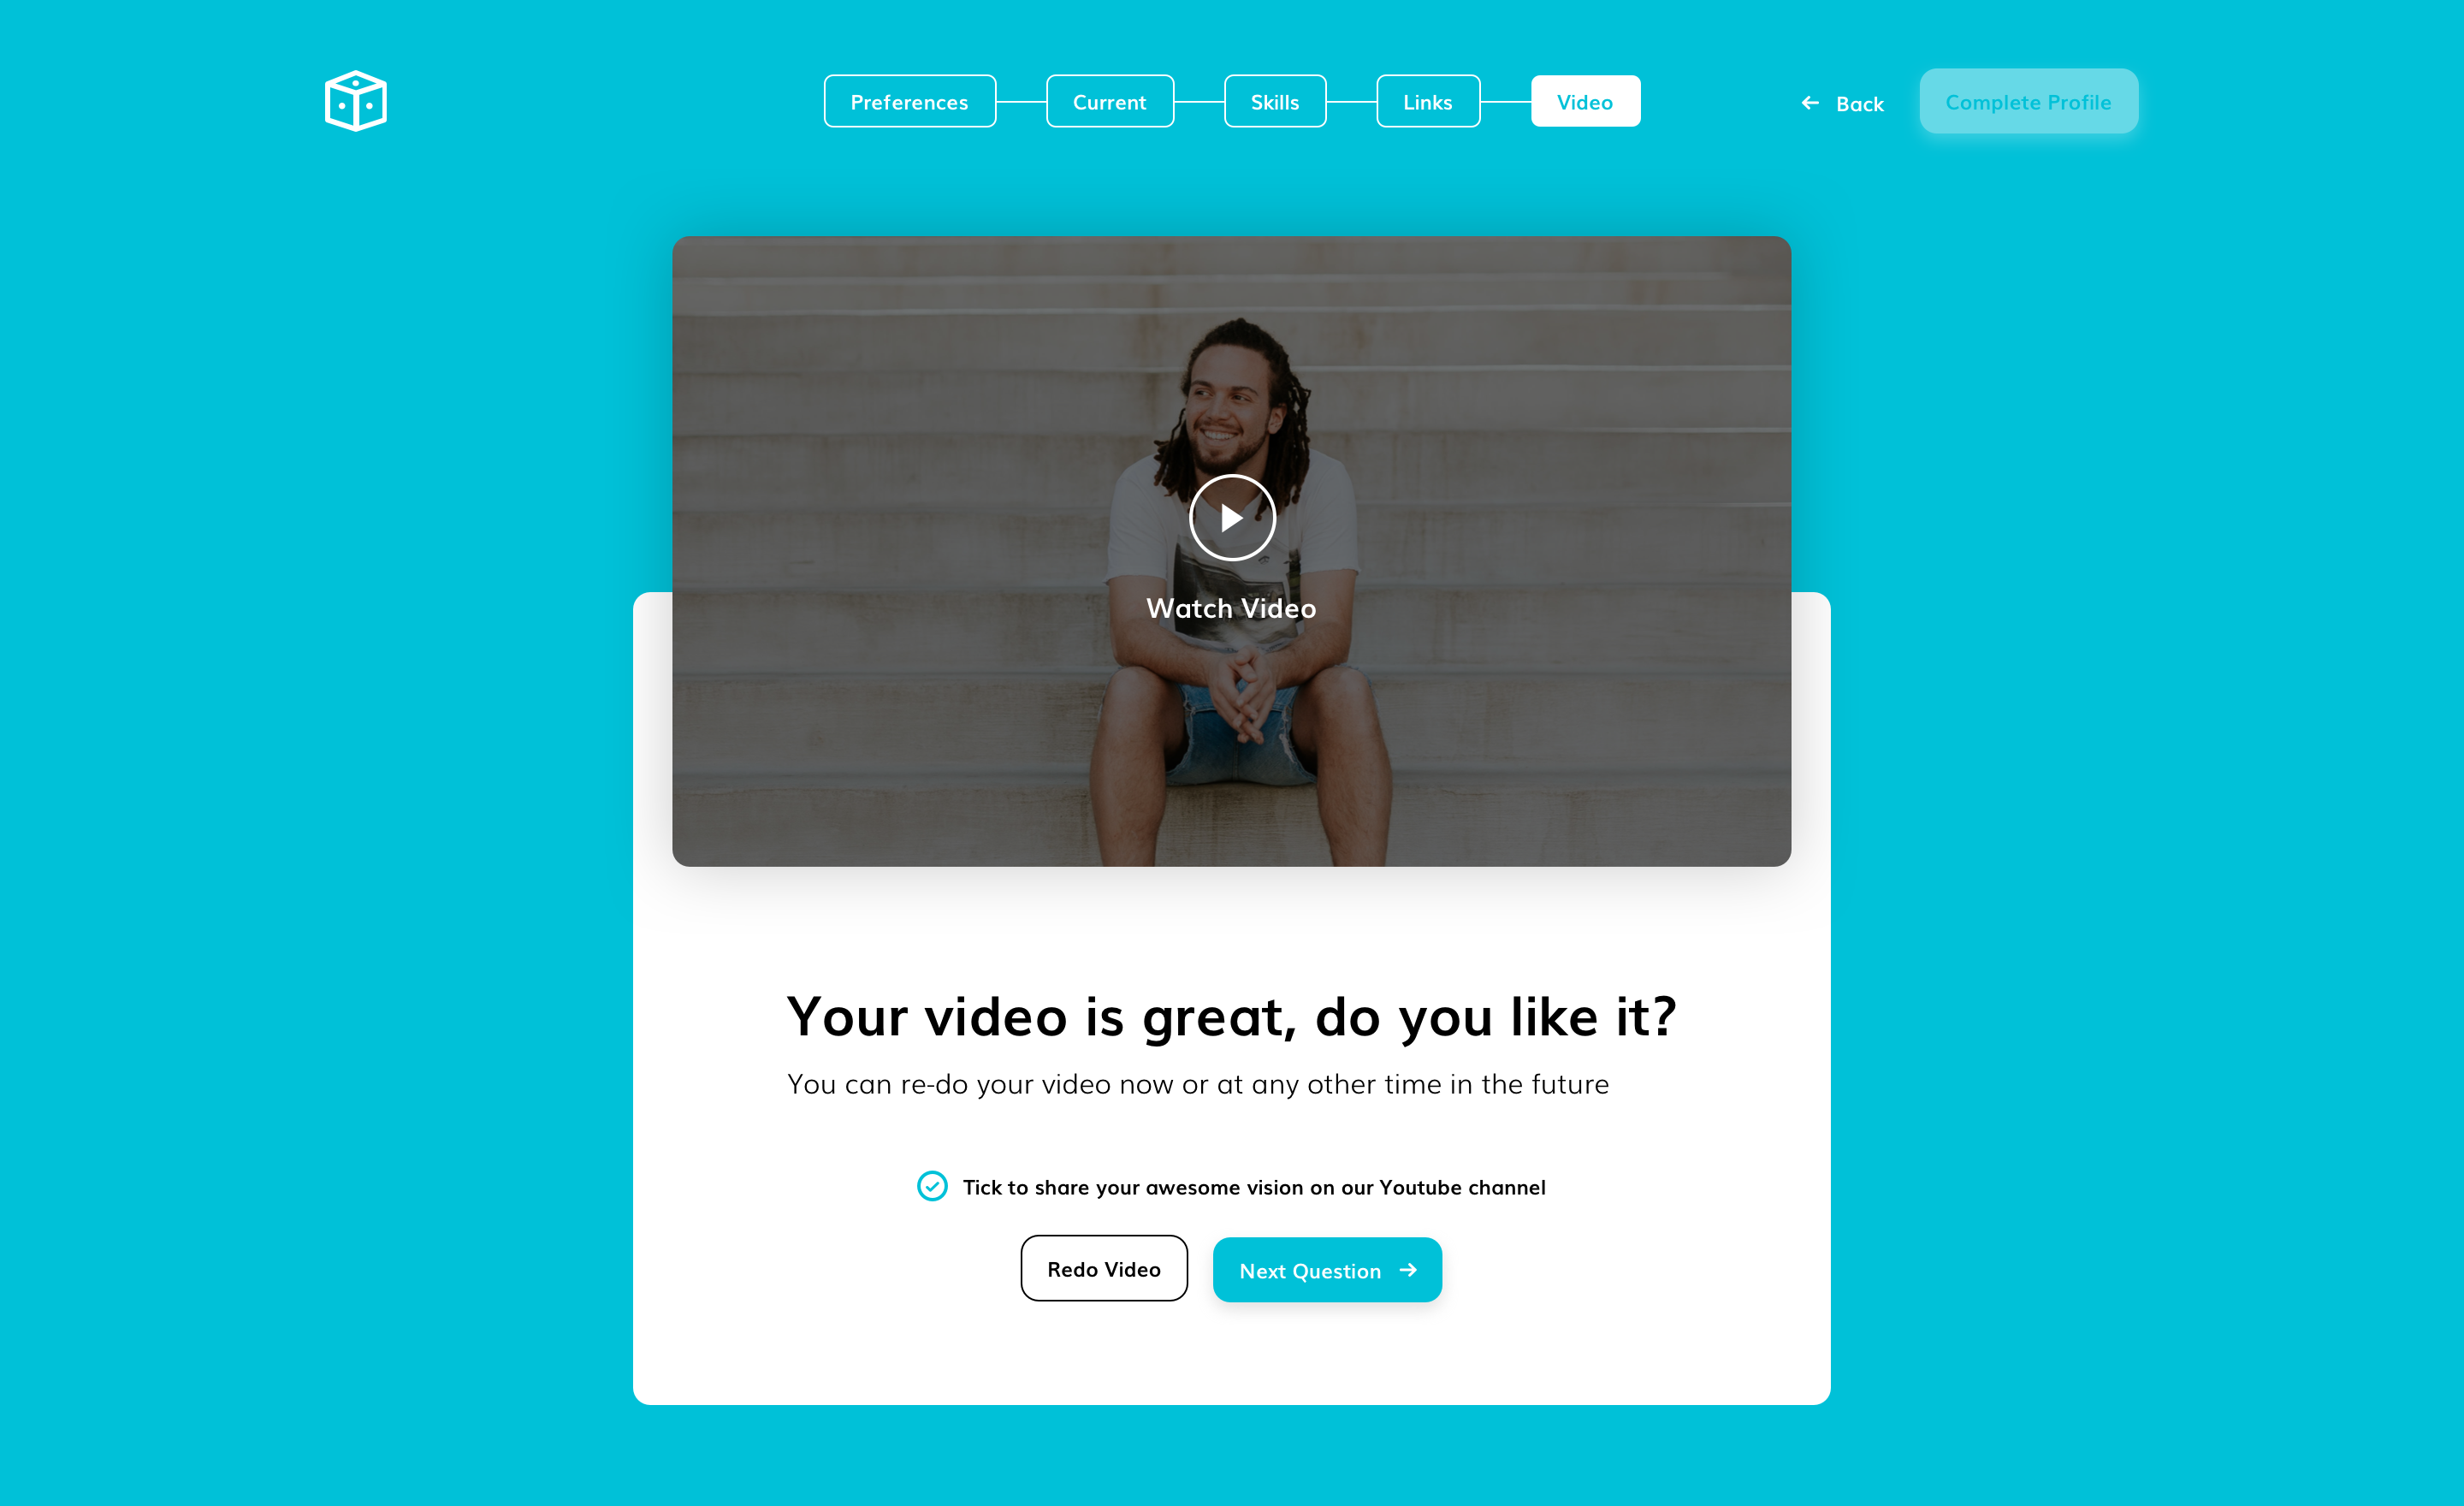 Preferences
Current
Skills
Links
Video
Back
Complete Profile
Watch Video
Your video is great, do you like it?
You can re-do your video now or at any other time in the future
Tick to share your awesome vision on our Youtube channel
Redo Video
Next Question